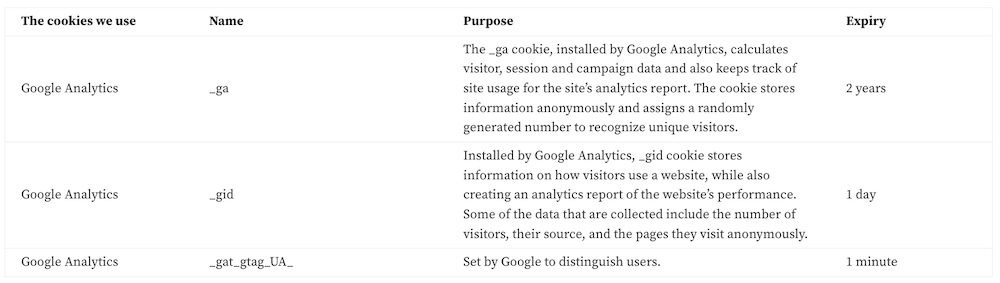 The cookies we use Name Purpose Expiry
The _ga cookie, installed by Google Analytics, calculates
visitor, session and campaign data and also keeps track of
Google Analytics _ga site usage for the site's analytics report. The cookie stores 2 years
information anonymously and assigns a randomly
generated number to recognize unique visitors.
Installed by Google Analytics, _gid cookie stores
information on how visitors use a website, while also
Google Analytics _gid creating an analytics report of the website's performance. 1 day
Some of the data that are collected include the number of
visitors, their source, and the pages they visit anonymously.
Google Analytics _gat_gtag_UA_ Set by Google to distinguish users. 1 minute